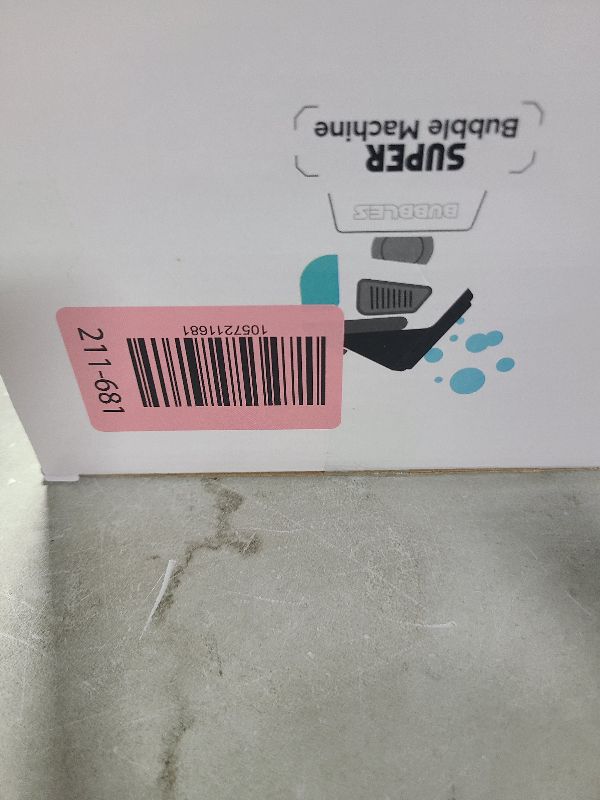 SUPER
Bubble Machine
BUBBLES
1057211681
211-681